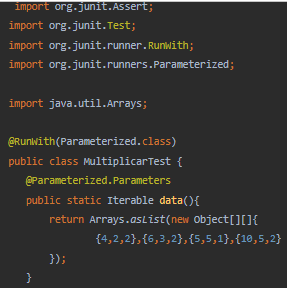 import org.junit.Assert;
import org.junit.Test;
import org.junit.runner.RunWith;
import org.junit.runners.Parameterized;
import java.util.Arrays;
@RunWith(Parameterized.class)
public class MultiplicarTest {
@Parameterized.Parameters
public static Iterable data(){
return Arrays.asList(new Object[][]{
{4,2,2},{6,3,2},{5,5,1},{10,5,2}
});
}